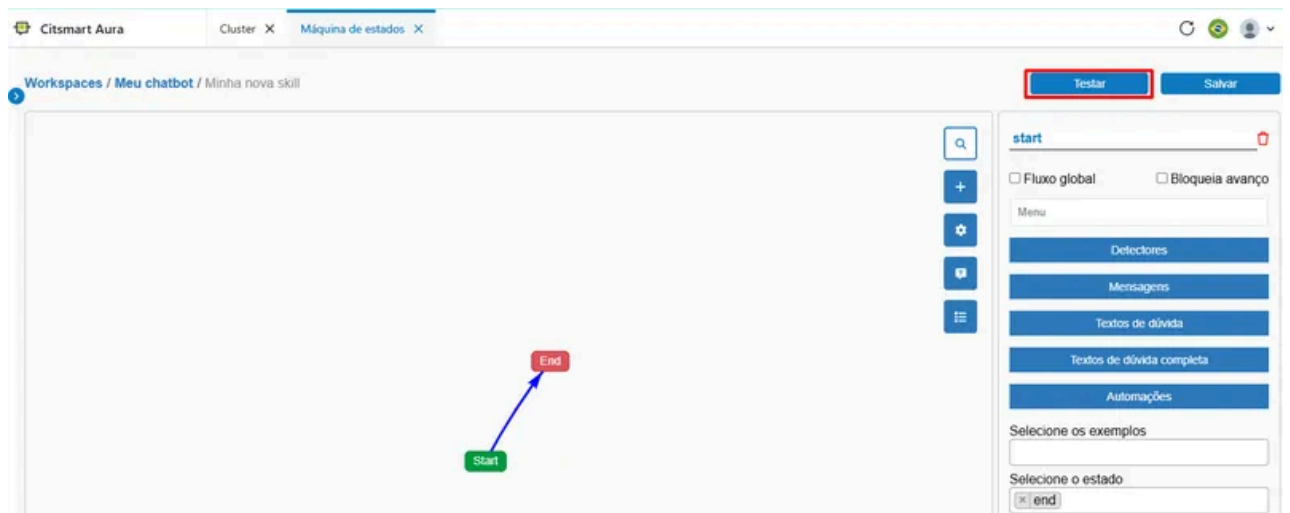 Citsmart Aura
Cluster
Máquina de estados
Workspaces / Meu chatbot / Minha nova skill
Testar
Salvar
start
Fluxo global
Bloqueia avanço
Menu
Detectores
Mensagens
Textos de dúvida
Textos de dúvida completa
Automações
Selecione os exemplos
Selecione o estado
end
End
Start